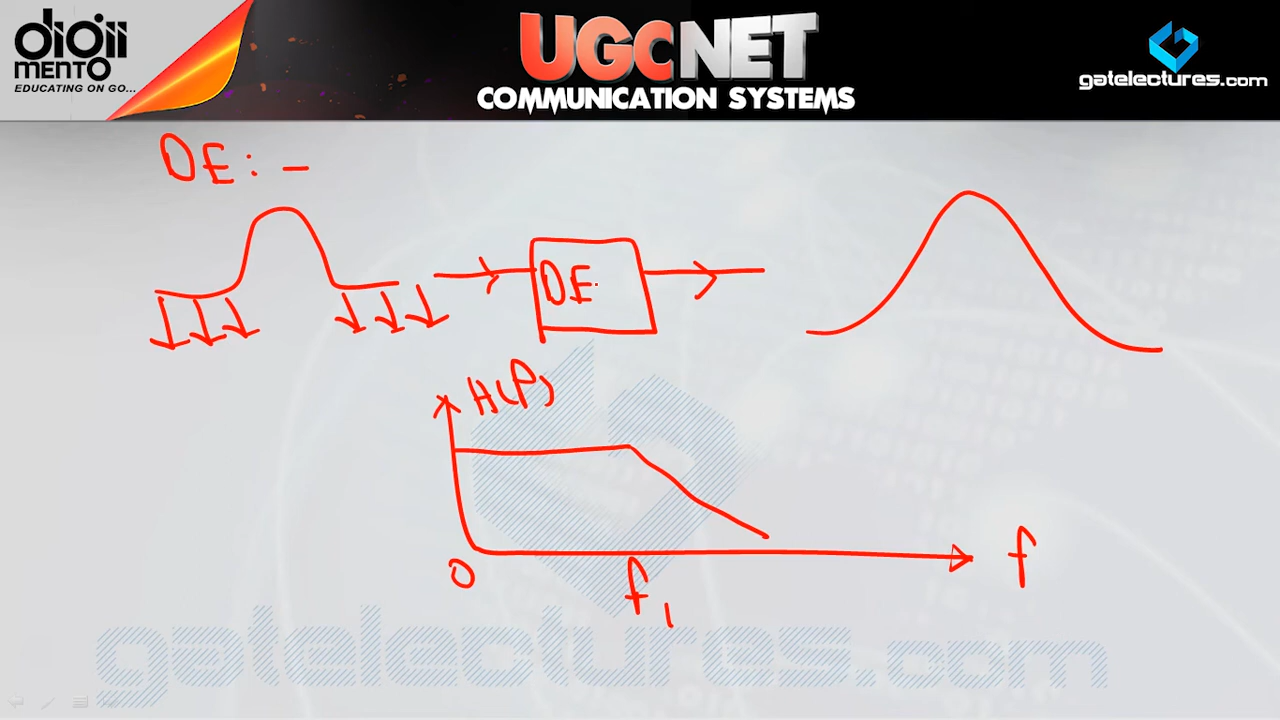 digii
MENTO
EDUCATING ON GO...
UGCNET
COMMUNICATION SYSTEMS
gatelectures.com
DE : -
DE
H(P)
0
f1
f
gatelectures.com